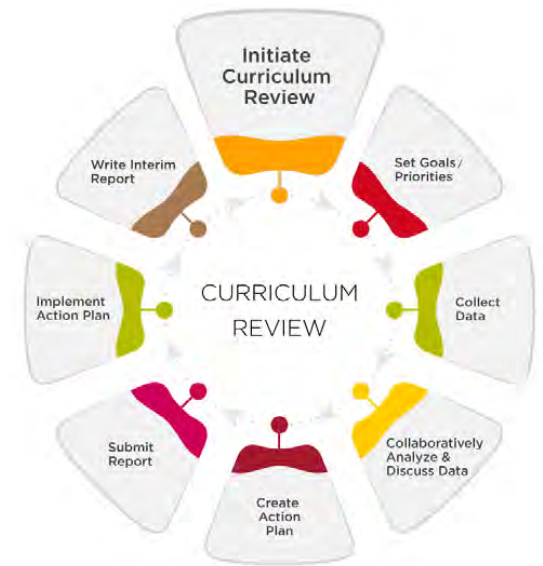 Initiate
Curriculum
Review
Set Goals/
Priorities
Collect
Data
Collaboratively
Analyze &
Discuss Data
Create
Action
Plan
Submit
Report
Implement
Action Plan
Write Interim
Report
CURRICULUM
REVIEW